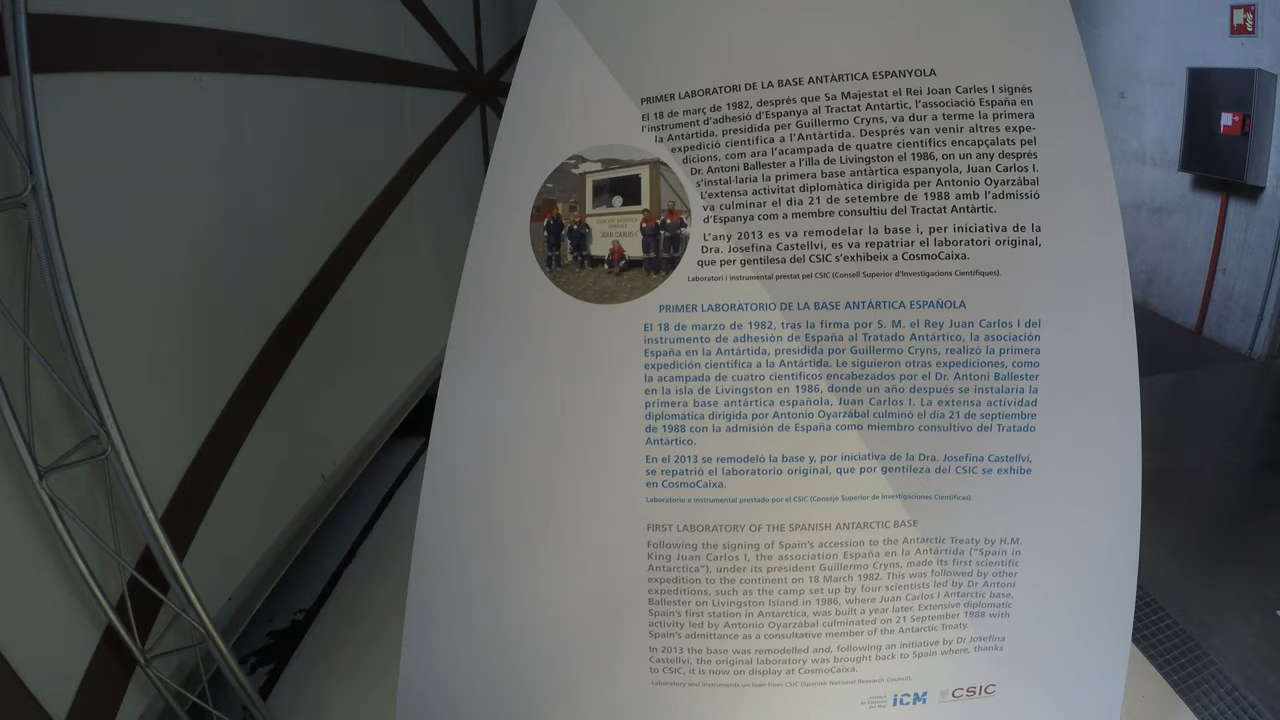 PRIMER LABORATORI DE LA BASE ANTÀRTICA ESPANYOLA
El 18 de març de 1982, després que Sa Majestat el Rei Joan Carles I signés
l'instrument d'adhesió d'Espanya al Tractat Antàrtic, l'associació España en
la Antártida, presidida per Guillermo Cryns, va dur a terme la primera
expedició científica a l'Antàrtida. Després van venir altres expe-
dicions, com ara l'acampada de quatre científics encapçalats pel
Dr. Antoni Ballester a l'illa de Livingston el 1986, on un any després
s'instal·laria la primera base antàrtica espanyola, Juan Carlos I.
L'extensa activitat diplomàtica dirigida per Antonio Oyarzábal
va culminar el dia 21 de setembre de 1988 amb l'admissió
d'Espanya com a membre consultiu del Tractat Antàrtic.
L'any 2013 es va remodelar la base i, per iniciativa de la
Dra. Josefina Castellví, es va repatriar el laboratori original,
que per gentilesa del CSIC s'exhibeix a CosmoCaixa.
Laboratori i instrumental prestat pel CSIC (Consell Superior d'Investigacions Científiques).
JUAN CARLOS I
PRIMER LABORATORIO DE LA BASE ANTÁRTICA ESPAÑOLA
El 18 de marzo de 1982, tras la firma por S. M. el Rey Juan Carlos I del
instrumento de adhesión de España al Tratado Antártico, la asociación
España en la Antártida, presidida por Guillermo Cryns, realizó la primera
expedición científica a la Antártida. Le siguieron otras expediciones, como
la acampada de cuatro científicos encabezados por el Dr. Antoni Ballester
en la isla de Livingston en 1986, donde un año después se instalaría la
primera base antártica española, Juan Carlos I. La extensa actividad
diplomática dirigida por Antonio Oyarzábal culminó el día 21 de septiembre
de 1988 con la admisión de España como miembro consultivo del Tratado
Antártico.
En el 2013 se remodeló la base y, por iniciativa de la Dra. Josefina Castellví,
se repatrió el laboratorio original, que por gentileza del CSIC se exhibe
en CosmoCaixa.
Laboratorio e instrumental prestado por el CSIC (Consejo Superior de Investigaciones Científicas).
FIRST LABORATORY OF THE SPANISH ANTARCTIC BASE
Following the signing of Spain's accession to the Antarctic Treaty by H.M.
King Juan Carlos I, the association España en la Antártida ("Spain in
Antarctica"), under its president Guillermo Cryns, made its first scientific
expedition to the continent on 18 March 1982. This was followed by other
expeditions, such as the camp set up by four scientists led by Dr Antoni
Ballester on Livingston Island in 1986, where Juan Carlos I Antarctic base,
Spain's first station in Antarctica, was built a year later. Extensive diplomatic
activity led by Antonio Oyarzábal culminated on 21 September 1988 with
Spain's admittance as a consultative member of the Antarctic Treaty.
In 2013 the base was remodelled and, following an initiative by Dr Josefina
Castellví, the original laboratory was brought back to Spain where, thanks
to CSIC, it is now on display at CosmoCaixa.
Laboratory and instruments on loan from CSIC (Spanish National Research Council).
Institut
de Ciències
del Mar
ICM
CSIC